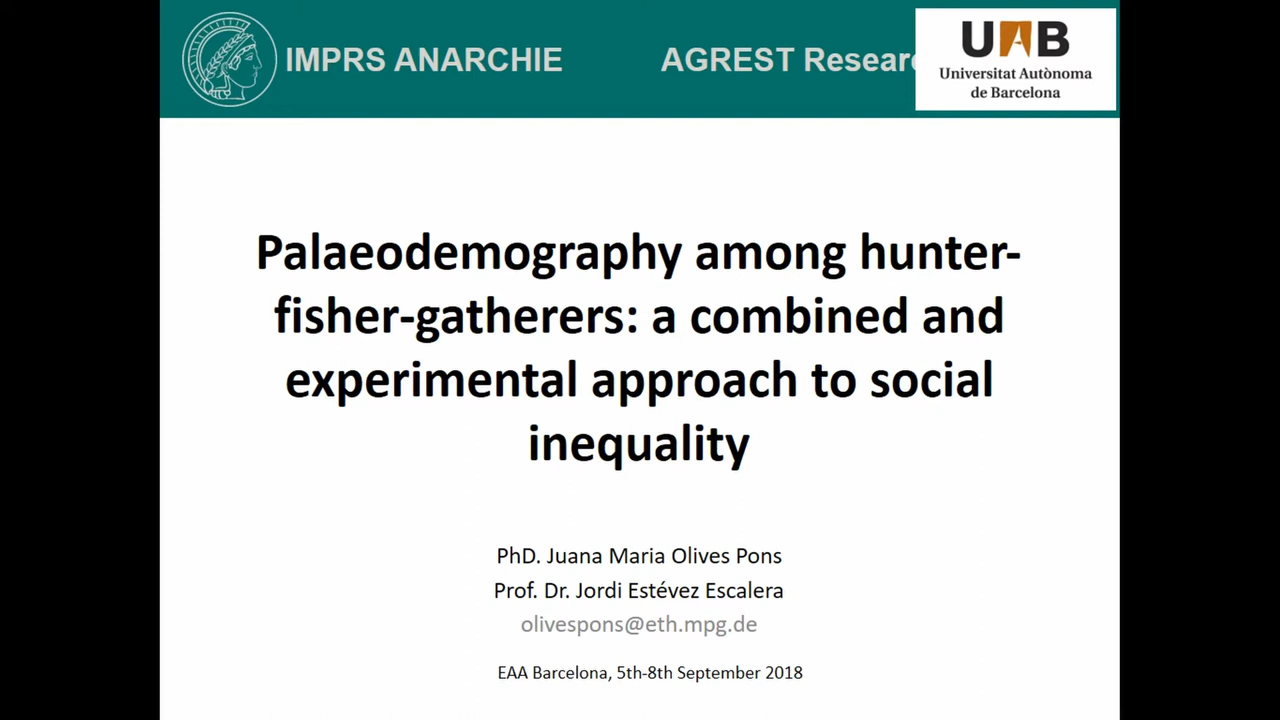 IMPRS ANARCHIE
AGREST
UAB
Universitat Autònoma
de Barcelona
Palaeodemography among hunter-
fisher-gatherers: a combined and
experimental approach to social
inequality
PhD. Juana Maria Olives Pons
Prof. Dr. Jordi Estévez Escalera
olivespons@eth.mpg.de
EAA Barcelona, 5th-8th September 2018